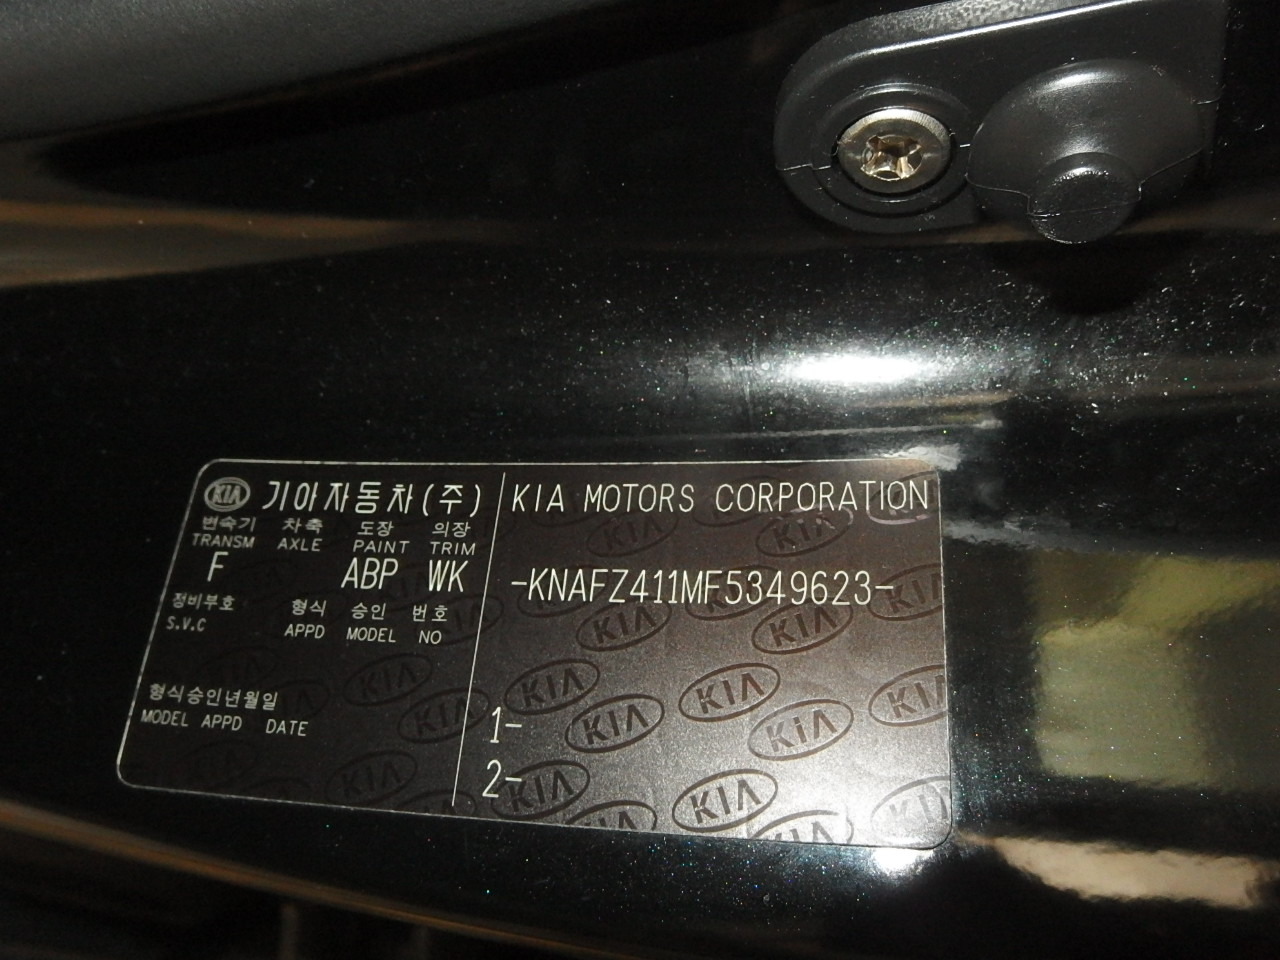 KIA 기아자동차(주)
변속기 차축 도장 의장
TRANSM AXLE PAINT TRIM
F ABP WK
정비부호 형식 승인 번호
S.V.C APPD MODEL NO
형식승인년월일
MODEL APPD DATE
KIA MOTORS CORPORATION
-KNAFZ411MF5349623-
1-
2-